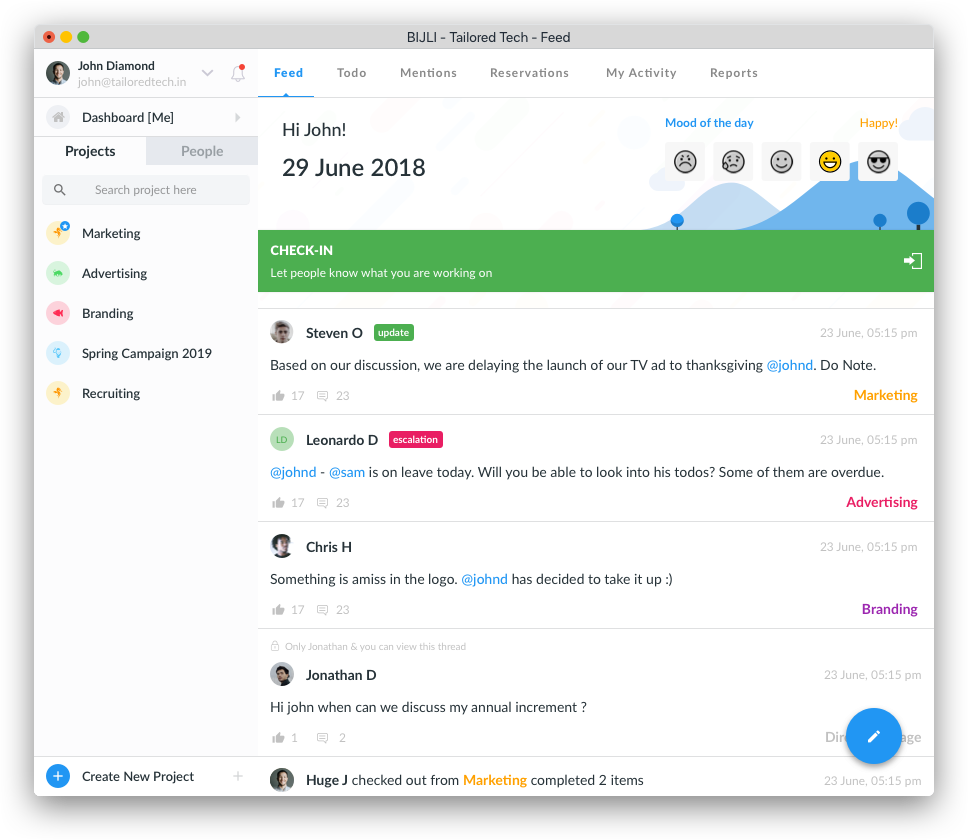 BIJLI - Tailored Tech - Feed
John Diamond
john@tailoredtech.in
Dashboard [Me]
Projects People
Search project here
Marketing
Advertising
Branding
Spring Campaign 2019
Recruiting
Create New Project
Feed Todo Mentions Reservations My Activity Reports
Hi John!
29 June 2018
Mood of the day Happy!
CHECK-IN
Let people know what you are working on
Steven O update 23 June, 05:15 pm
Based on our discussion, we are delaying the launch of our TV ad to thanksgiving @johnd. Do Note.
17 23 Marketing
LD Leonardo D escalation 23 June, 05:15 pm
@johnd - @sam is on leave today. Will you be able to look into his todos? Some of them are overdue.
17 23 Advertising
Chris H 23 June, 05:15 pm
Something is amiss in the logo. @johnd has decided to take it up :)
17 23 Branding
Only Jonathan & you can view this thread
Jonathan D 23 June, 05:15 pm
Hi john when can we discuss my annual increment ?
1 2
Huge J checked out from Marketing completed 2 items 23 June, 05:15 pm